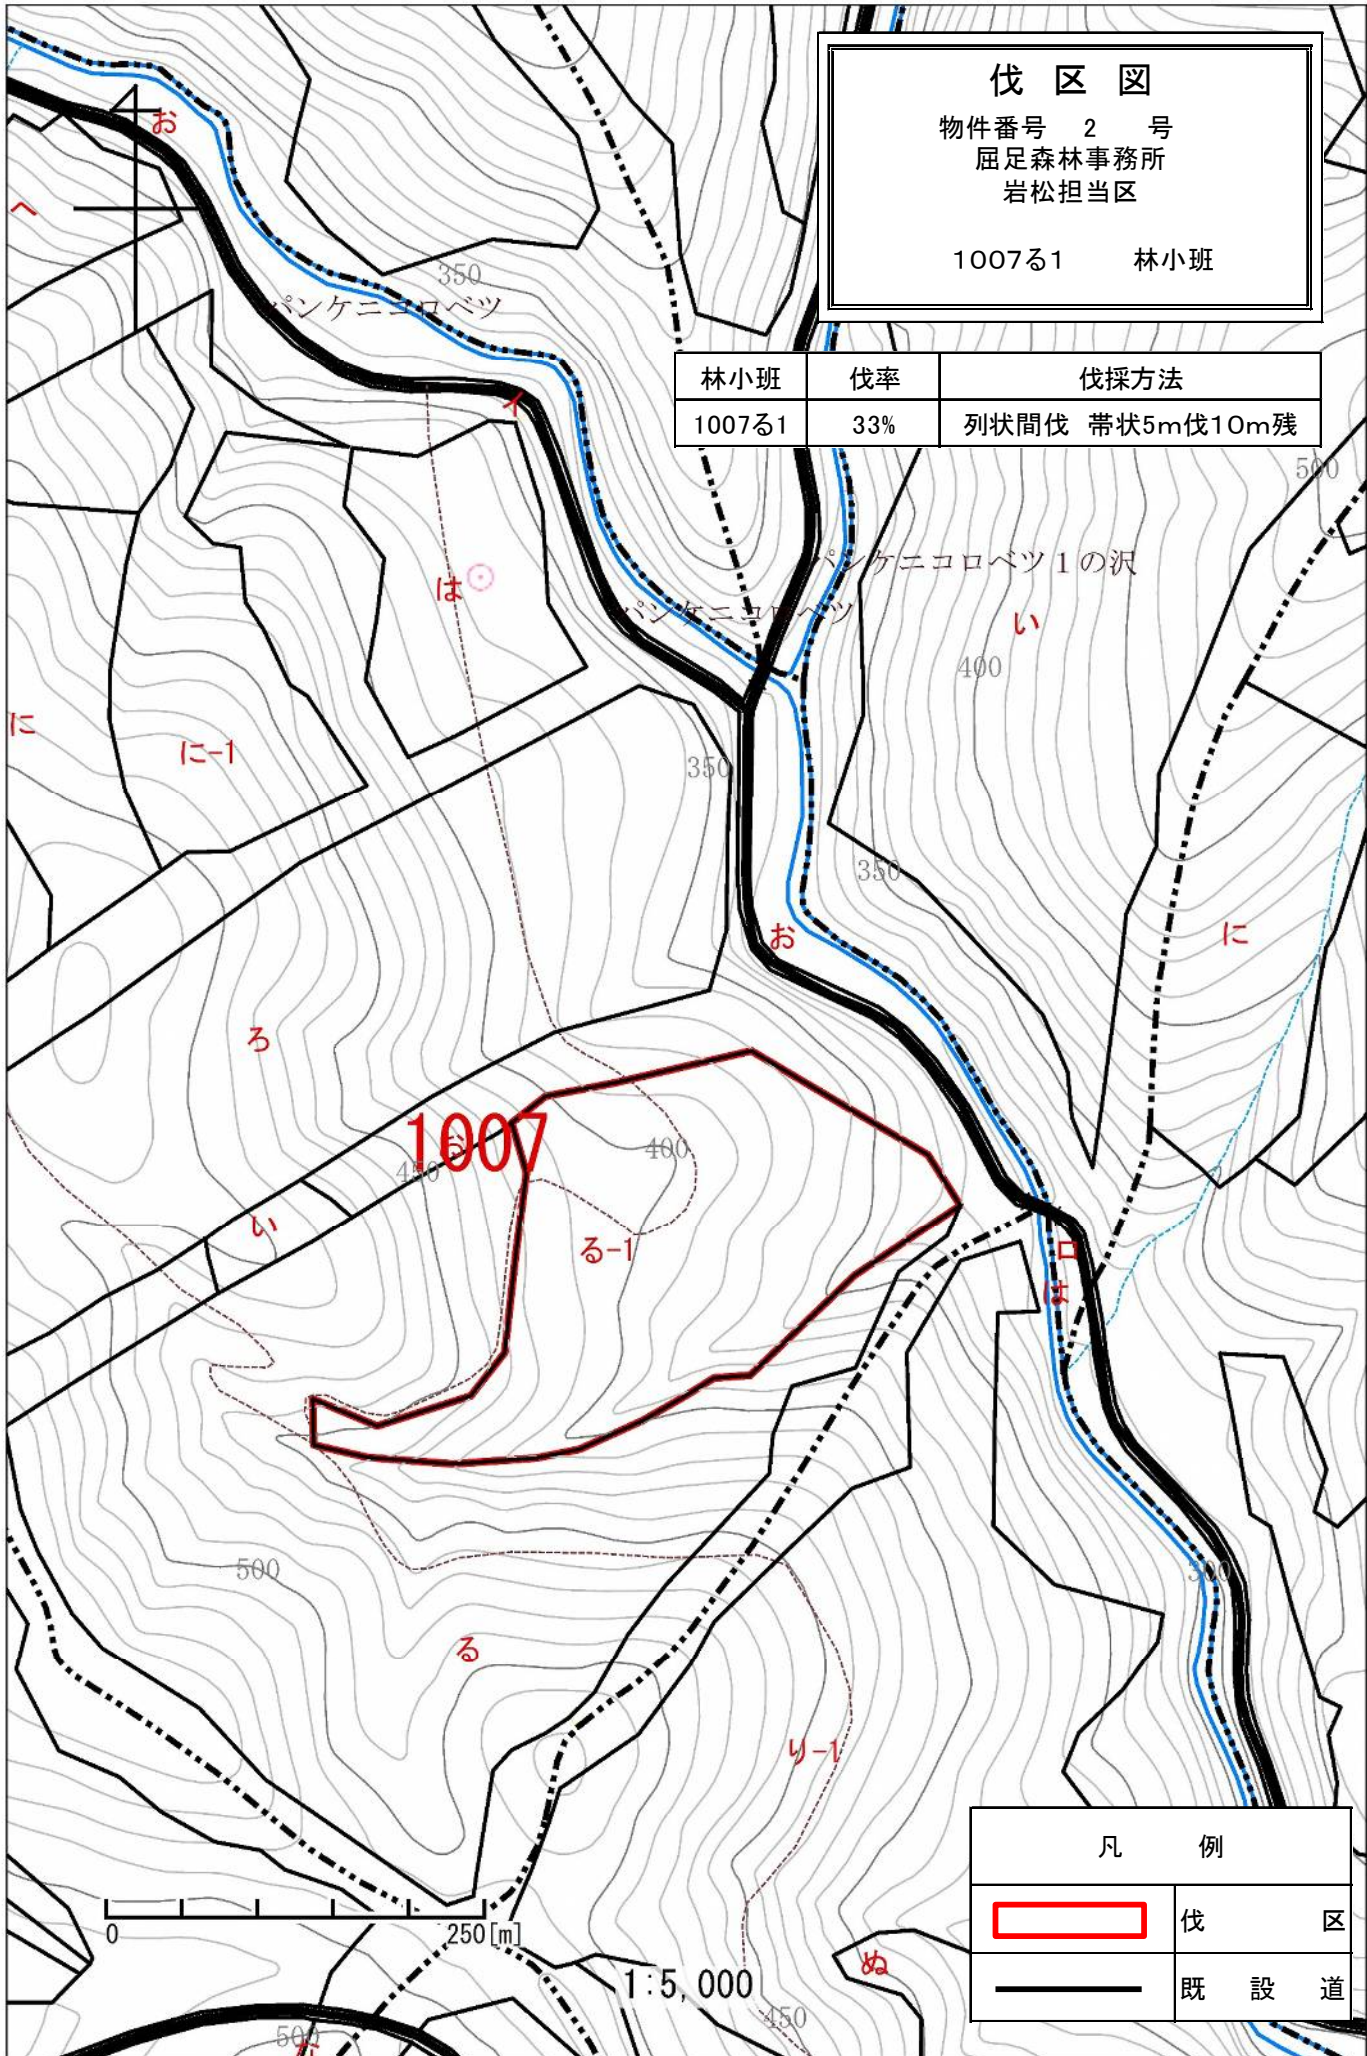 伐 区 図
物件番号 2 号
屈足森林事務所
岩松担当区
1007る1 林小班
林小班 伐率 伐採方法
1007る1 33% 列状間伐 帯状5m伐10m残
お
へ
350
パンケニコロベツ
イ
500
パンケニコロベツ1の沢
は
パンケニコロベツ
い
400
に
に-1
350
350
お
に
ろ
1007
450
400
い
る-1
ロ
は
500
300
る
り-1
凡 例
伐 区
既 設 道
0 250[m]
1:5,000
ぬ
450
500